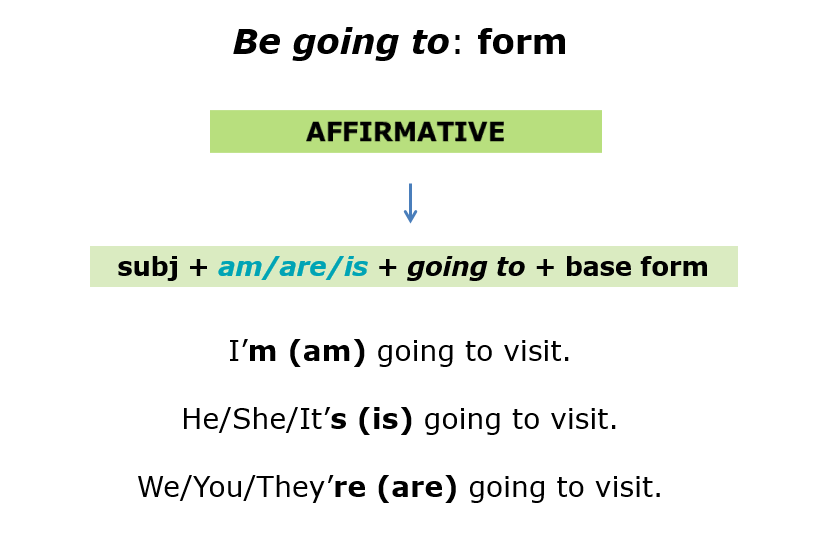 Be going to: form
AFFIRMATIVE
subj + am/are/is + going to + base form
I’m (am) going to visit.
He/She/It’s (is) going to visit.
We/You/They’re (are) going to visit.